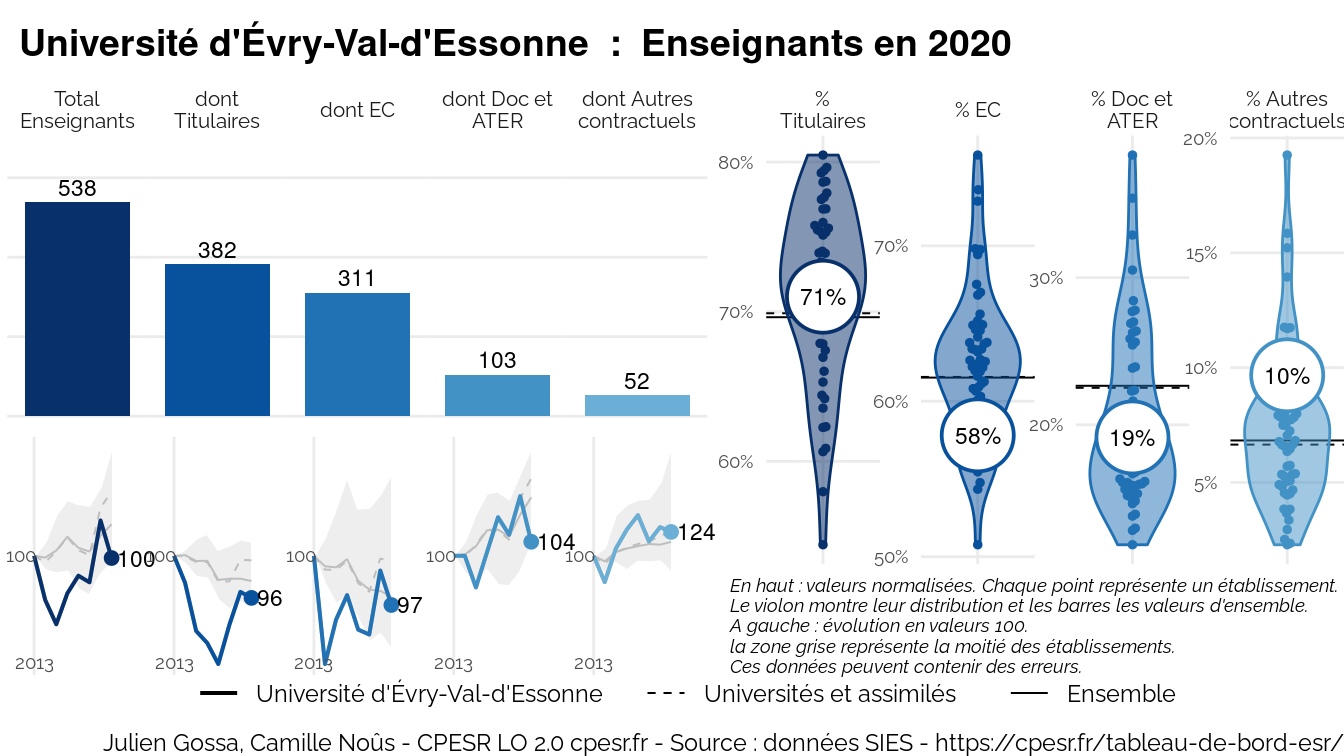 Université d'Évry-Val-d'Essonne : Enseignants en 2020
Total
Enseignants
dont
Titulaires
dont EC
dont Doc et
ATER
dont Autres
contractuels
%
Titulaires
% EC
% Doc et
ATER
% Autres
contractuels
538
382
311
103
52
80%
70%
60%
71%
70%
60%
50%
58%
30%
20%
19%
20%
15%
10%
5%
10%
100
100
2013
100
96
2013
100
97
2013
100
104
2013
100
124
2013
En haut : valeurs normalisées. Chaque point représente un établissement.
Le violon montre leur distribution et les barres les valeurs d'ensemble.
A gauche : évolution en valeurs 100.
la zone grise représente la moitié des établissements.
Ces données peuvent contenir des erreurs.
Université d'Évry-Val-d'Essonne Universités et assimilés Ensemble
Julien Gossa, Camille Noûs - CPESR LO 2.0 cpesr.fr - Source : données SIES - https://cpesr.fr/tableau-de-bord-esr/